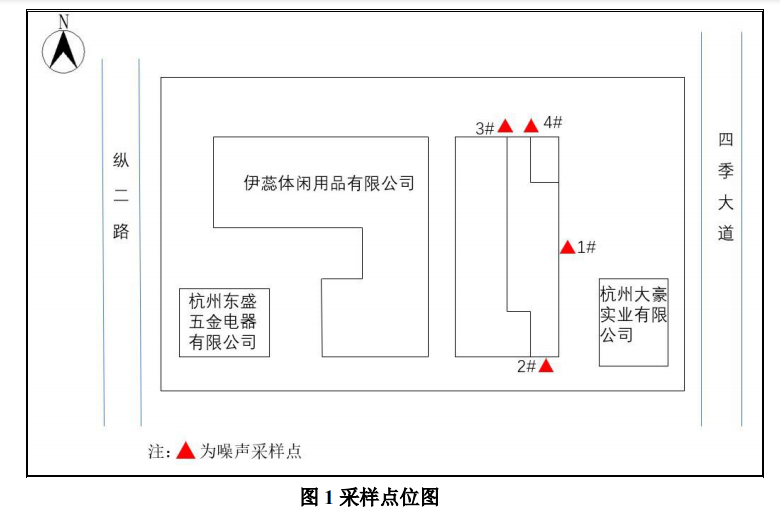 N
3#
4#
纵二路
四季大道
伊蕊体闲用品有限公司
1#
杭州东盛
五金电器
有限公司
杭州大豪
实业有限
公司
2#
注:▲为噪声采样点
图 1 采样点位图